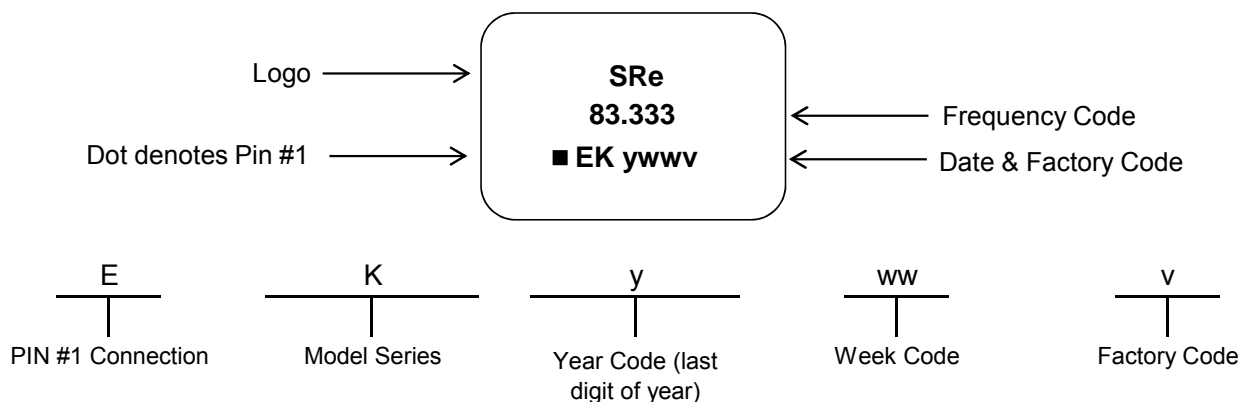 Logo
SRe
83.333
Frequency Code
Dot denotes Pin #1
■ EK ywwv
Date & Factory Code
E
K
y
ww
v
PIN #1 Connection
Model Series
Year Code (last
digit of year)
Week Code
Factory Code